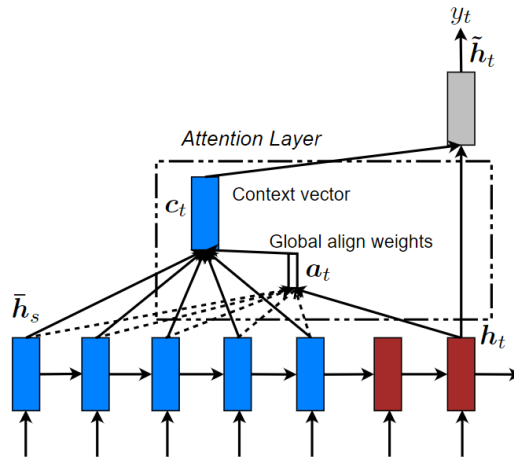 y_t
h̃_t
Attention Layer
c_t
Context vector
Global align weights
a_t
h̄_s
h_t